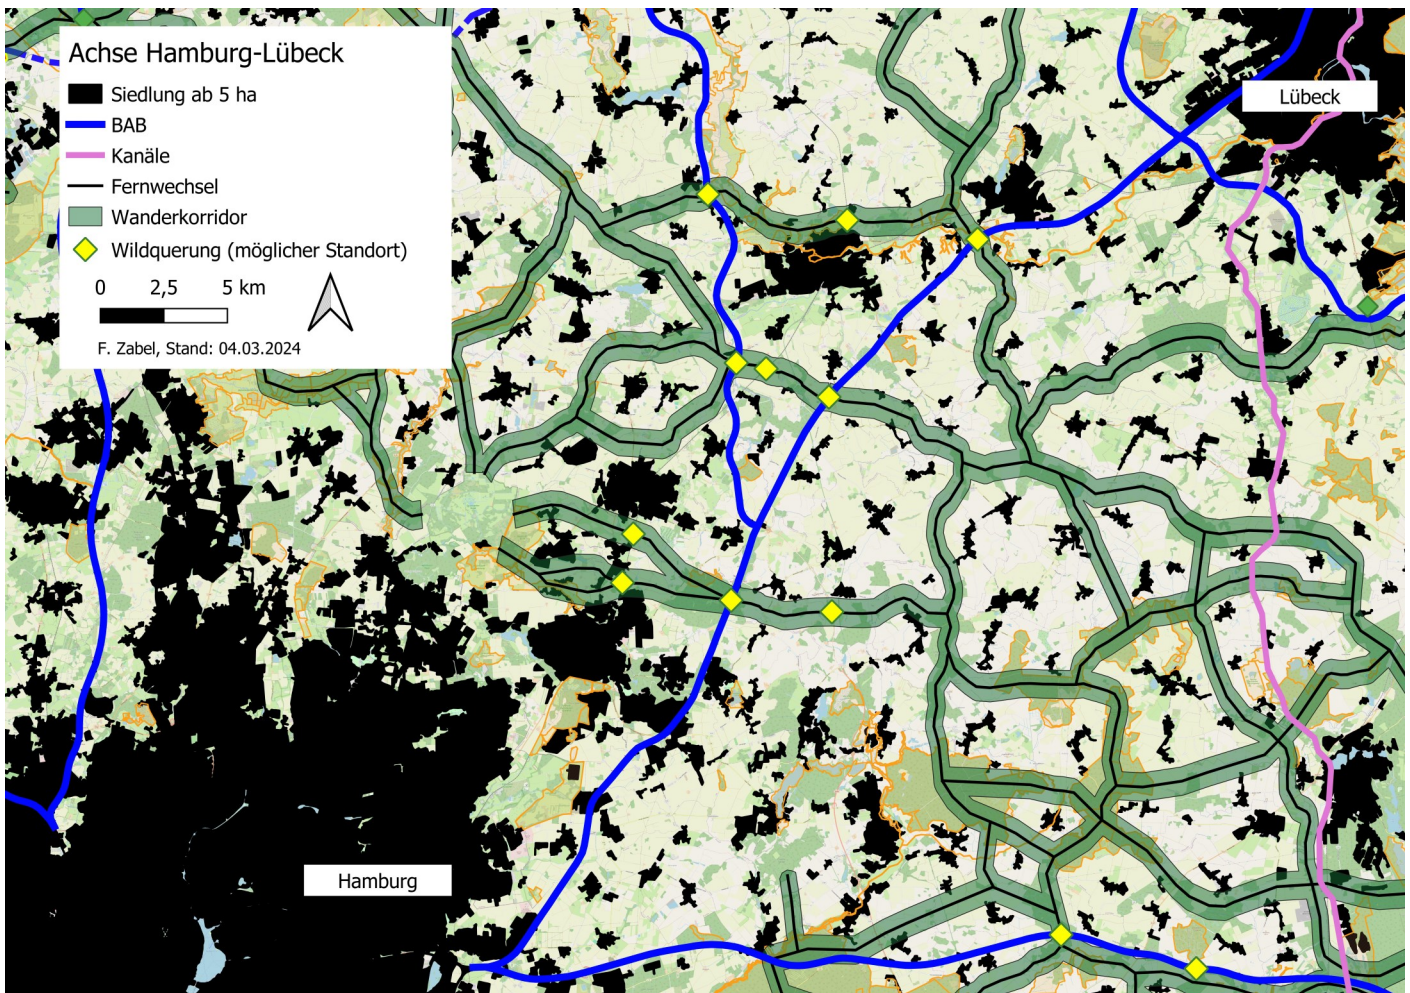 Achse Hamburg-Lübeck
Siedlung ab 5 ha
BAB
Kanäle
Fernwechsel
Wanderkorridor
Wildquerung (möglicher Standort)
0 2,5 5 km
F. Zabel, Stand: 04.03.2024
Lübeck
Hamburg